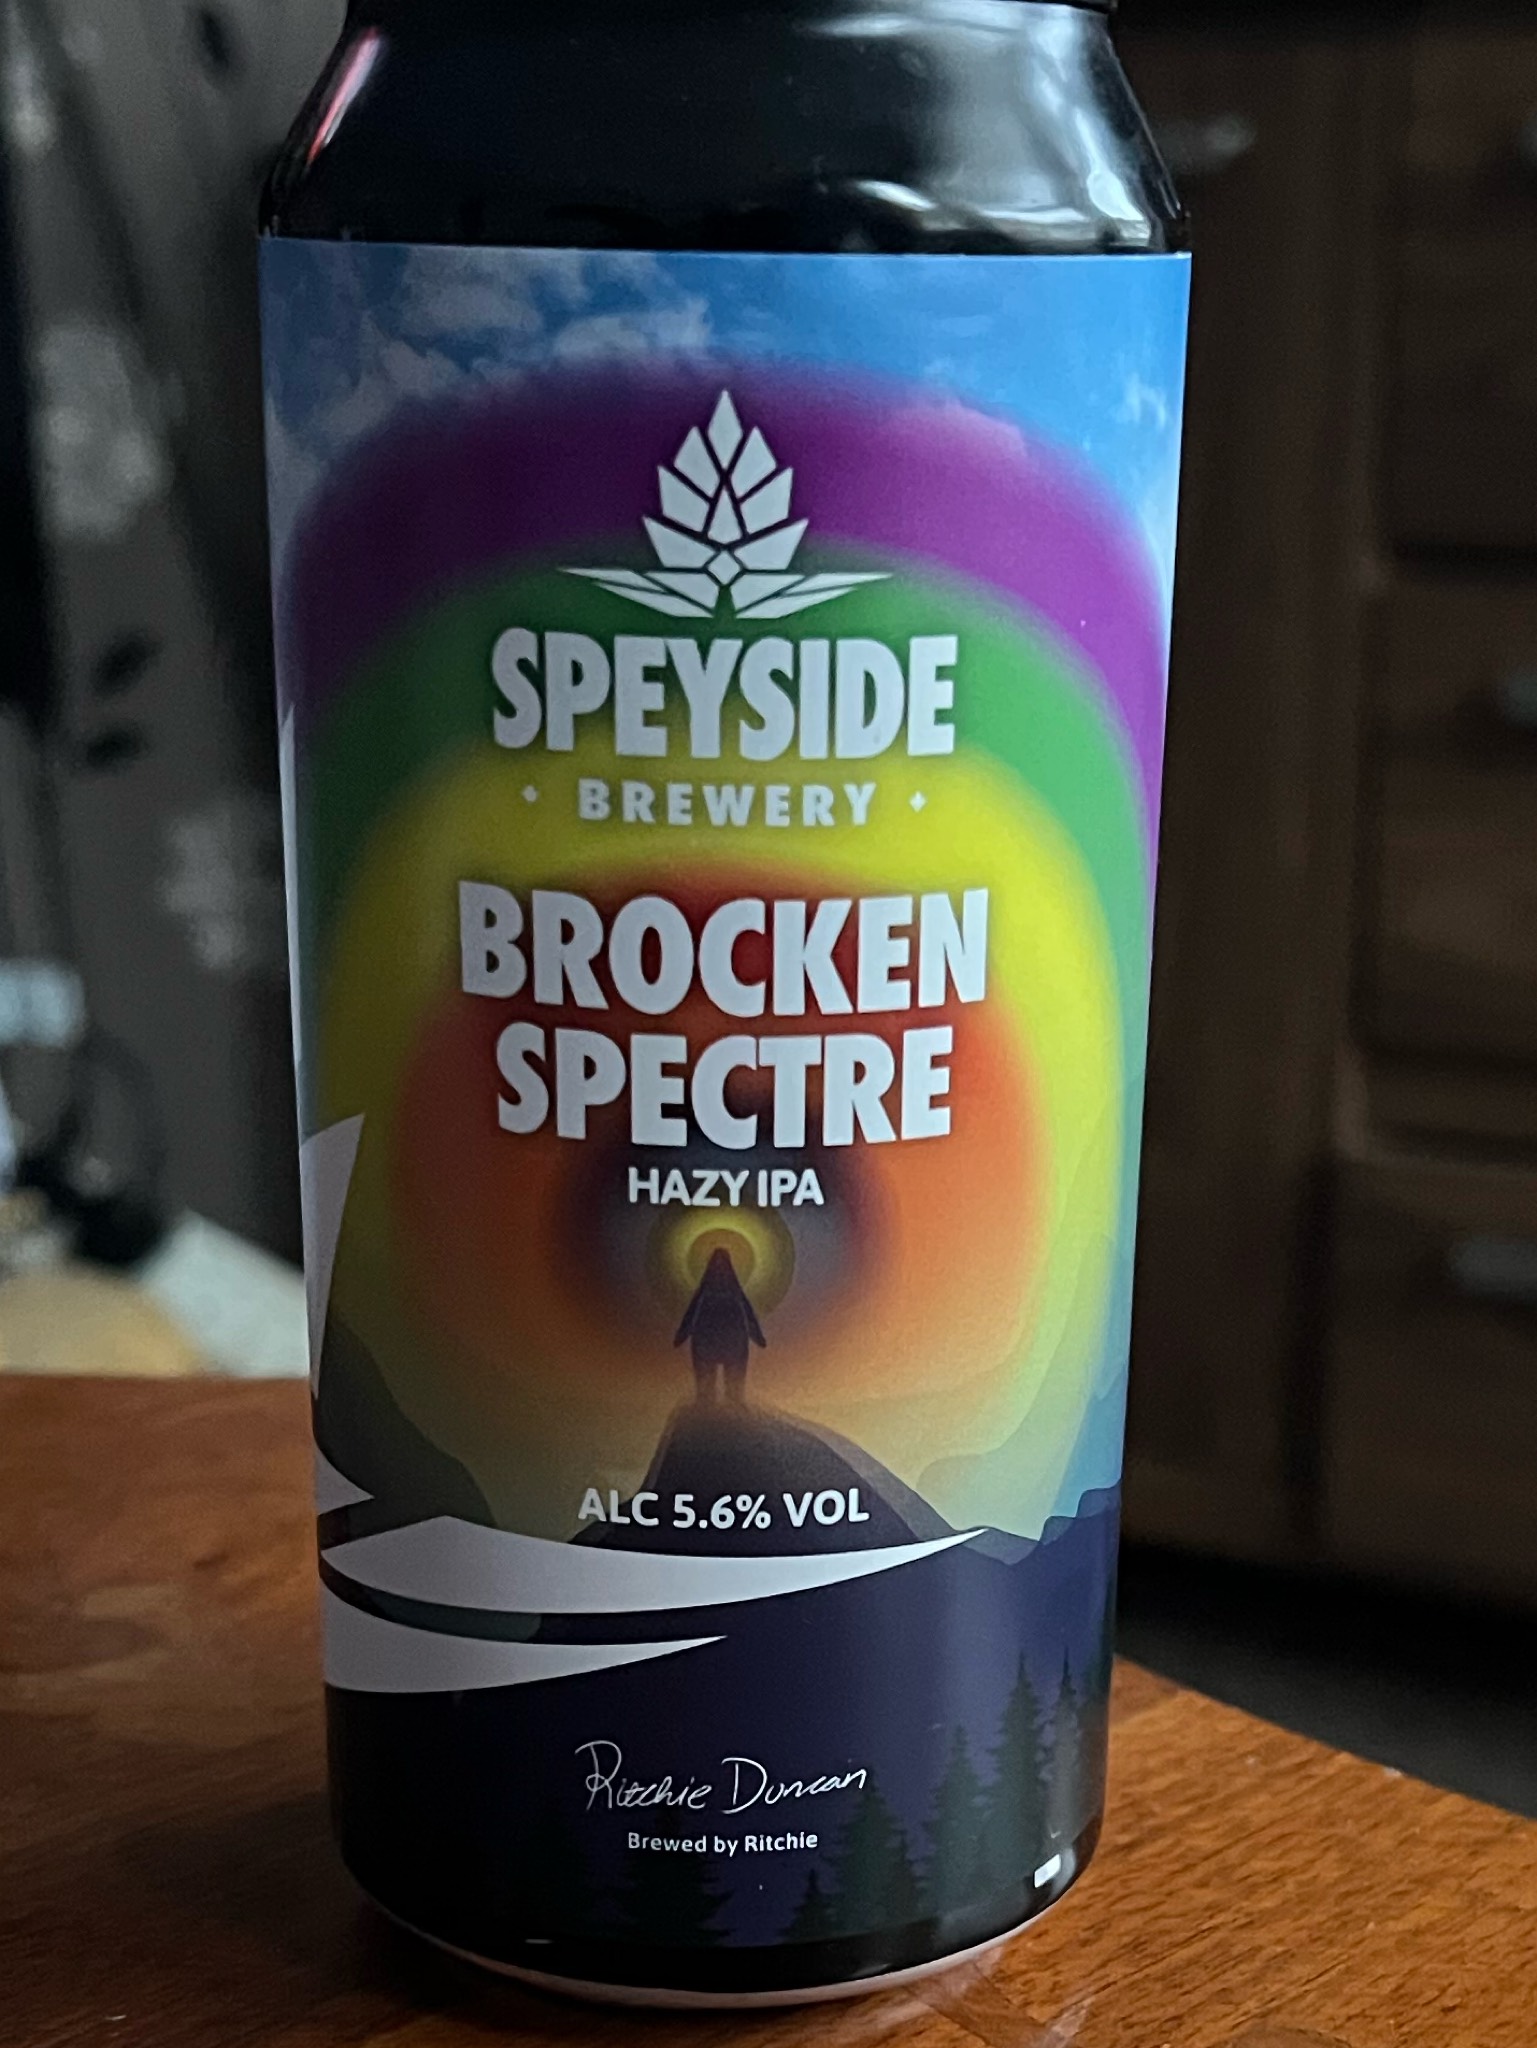 SPEYSIDE
· BREWERY ·
BROCKEN
SPECTRE
HAZY IPA
ALC 5.6% VOL
Ritchie Duncan
Brewed by Ritchie